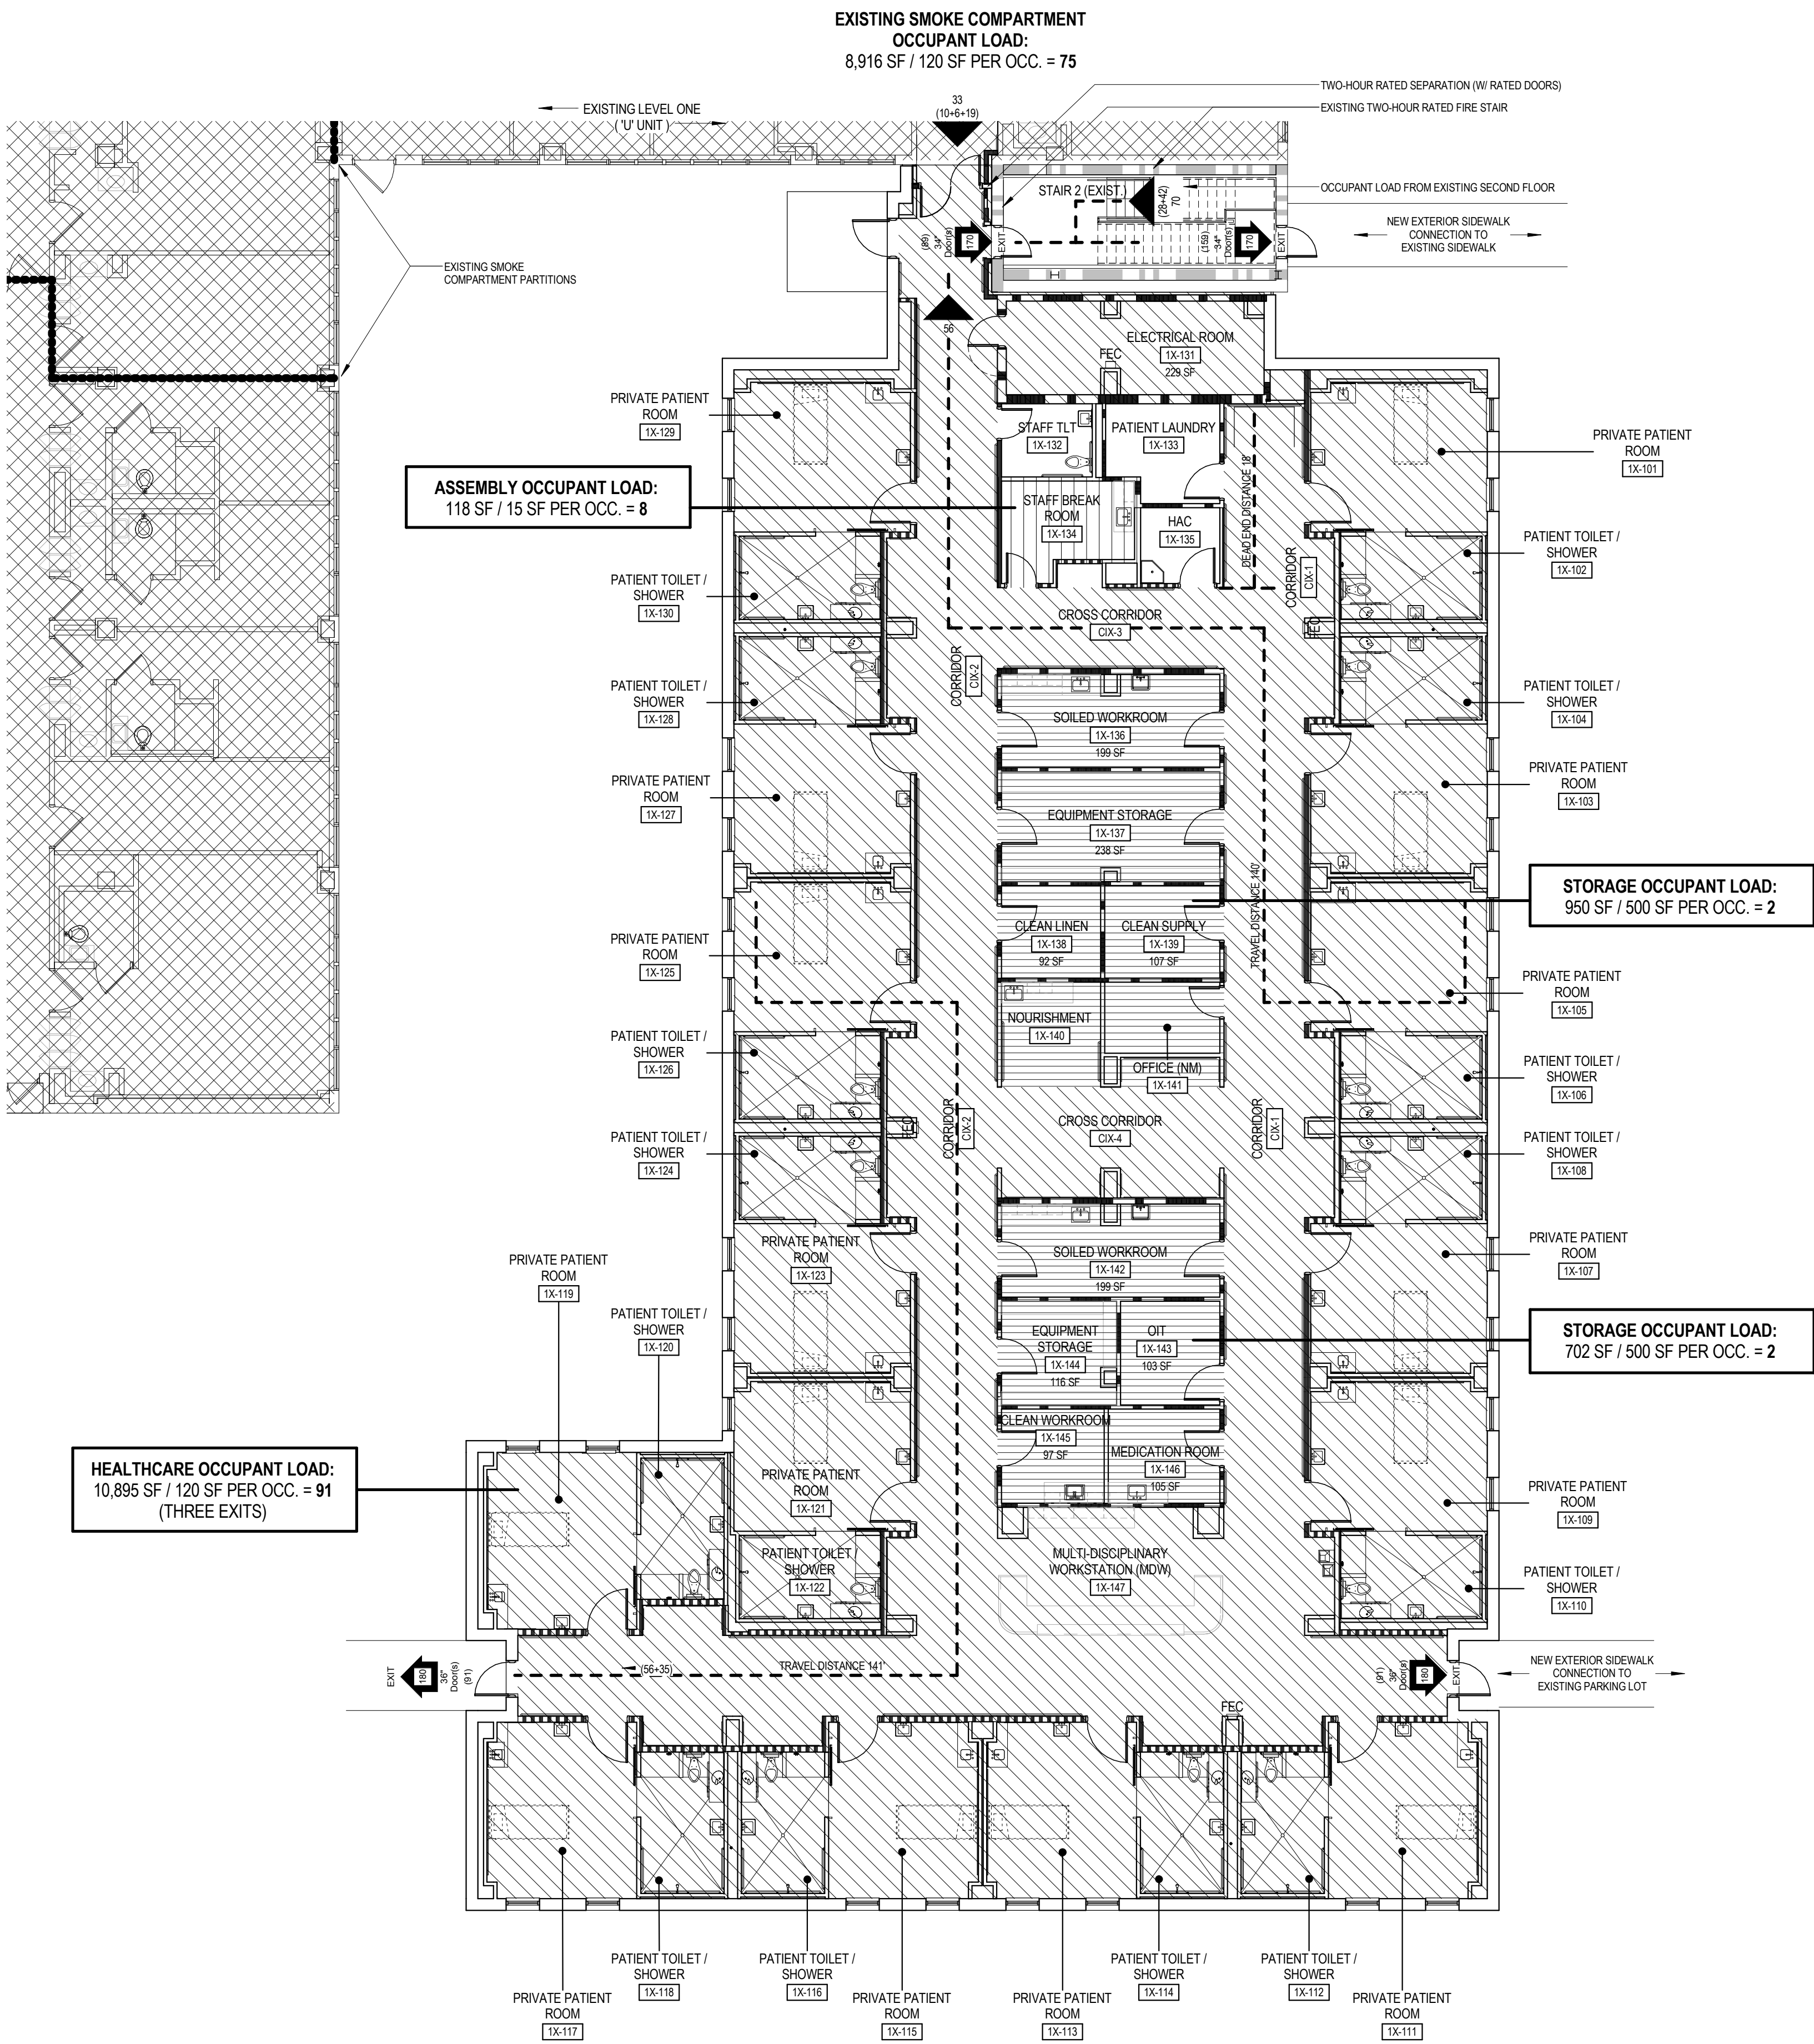 EXISTING SMOKE COMPARTMENT
OCCUPANT LOAD:
8,916 SF / 120 SF PER OCC. = 75
TWO-HOUR RATED SEPARATION (W/ RATED DOORS)
EXISTING TWO-HOUR RATED FIRE STAIR
EXISTING LEVEL ONE
( 'U' UNIT )
33
(10+6+19)
STAIR 2 (EXIST.)
(28+42)
70
OCCUPANT LOAD FROM EXISTING SECOND FLOOR
NEW EXTERIOR SIDEWALK
CONNECTION TO
EXISTING SIDEWALK
(89)
34"
Door(s)
170
EXIT
(159)
34"
Door(s)
170
EXIT
EXISTING SMOKE
COMPARTMENT PARTITIONS
56
ELECTRICAL ROOM
1X-131
229 SF
FEC
PRIVATE PATIENT
ROOM
1X-129
STAFF TLT
1X-132
PATIENT LAUNDRY
1X-133
PRIVATE PATIENT
ROOM
1X-101
ASSEMBLY OCCUPANT LOAD:
118 SF / 15 SF PER OCC. = 8
STAFF BREAK
ROOM
1X-134
HAC
1X-135
DEAD END DISTANCE 18'
CORRIDOR
CIX-1
PATIENT TOILET /
SHOWER
1X-102
PATIENT TOILET /
SHOWER
1X-130
CROSS CORRIDOR
CIX-3
FEC
PATIENT TOILET /
SHOWER
1X-128
CORRIDOR
CIX-2
PATIENT TOILET /
SHOWER
1X-104
SOILED WORKROOM
1X-136
199 SF
PRIVATE PATIENT
ROOM
1X-127
EQUIPMENT STORAGE
1X-137
238 SF
PRIVATE PATIENT
ROOM
1X-103
STORAGE OCCUPANT LOAD:
950 SF / 500 SF PER OCC. = 2
CLEAN LINEN
1X-138
92 SF
CLEAN SUPPLY
1X-139
107 SF
TRAVEL DISTANCE 140'
PRIVATE PATIENT
ROOM
1X-125
PRIVATE PATIENT
ROOM
1X-105
NOURISHMENT
1X-140
OFFICE (NM)
1X-141
PATIENT TOILET /
SHOWER
1X-126
PATIENT TOILET /
SHOWER
1X-106
FEC
CORRIDOR
CIX-2
CROSS CORRIDOR
CIX-4
CORRIDOR
CIX-1
PATIENT TOILET /
SHOWER
1X-124
PATIENT TOILET /
SHOWER
1X-108
PRIVATE PATIENT
ROOM
1X-123
SOILED WORKROOM
1X-142
199 SF
PRIVATE PATIENT
ROOM
1X-107
PRIVATE PATIENT
ROOM
1X-119
PATIENT TOILET /
SHOWER
1X-120
EQUIPMENT
STORAGE
1X-144
116 SF
OIT
1X-143
103 SF
STORAGE OCCUPANT LOAD:
702 SF / 500 SF PER OCC. = 2
CLEAN WORKROOM
1X-145
97 SF
MEDICATION ROOM
1X-146
105 SF
HEALTHCARE OCCUPANT LOAD:
10,895 SF / 120 SF PER OCC. = 91
(THREE EXITS)
PRIVATE PATIENT
ROOM
1X-121
PRIVATE PATIENT
ROOM
1X-109
PATIENT TOILET /
SHOWER
1X-122
MULTI-DISCIPLINARY
WORKSTATION (MDW)
1X-147
PATIENT TOILET /
SHOWER
1X-110
EXIT
180
36"
Door(s)
(91)
(56+35)
TRAVEL DISTANCE 141'
(91)
36"
Door(s)
180
EXIT
NEW EXTERIOR SIDEWALK
CONNECTION TO
EXISTING PARKING LOT
FEC
PATIENT TOILET /
SHOWER
1X-118
PATIENT TOILET /
SHOWER
1X-116
PATIENT TOILET /
SHOWER
1X-114
PATIENT TOILET /
SHOWER
1X-112
PRIVATE PATIENT
ROOM
1X-117
PRIVATE PATIENT
ROOM
1X-115
PRIVATE PATIENT
ROOM
1X-113
PRIVATE PATIENT
ROOM
1X-111